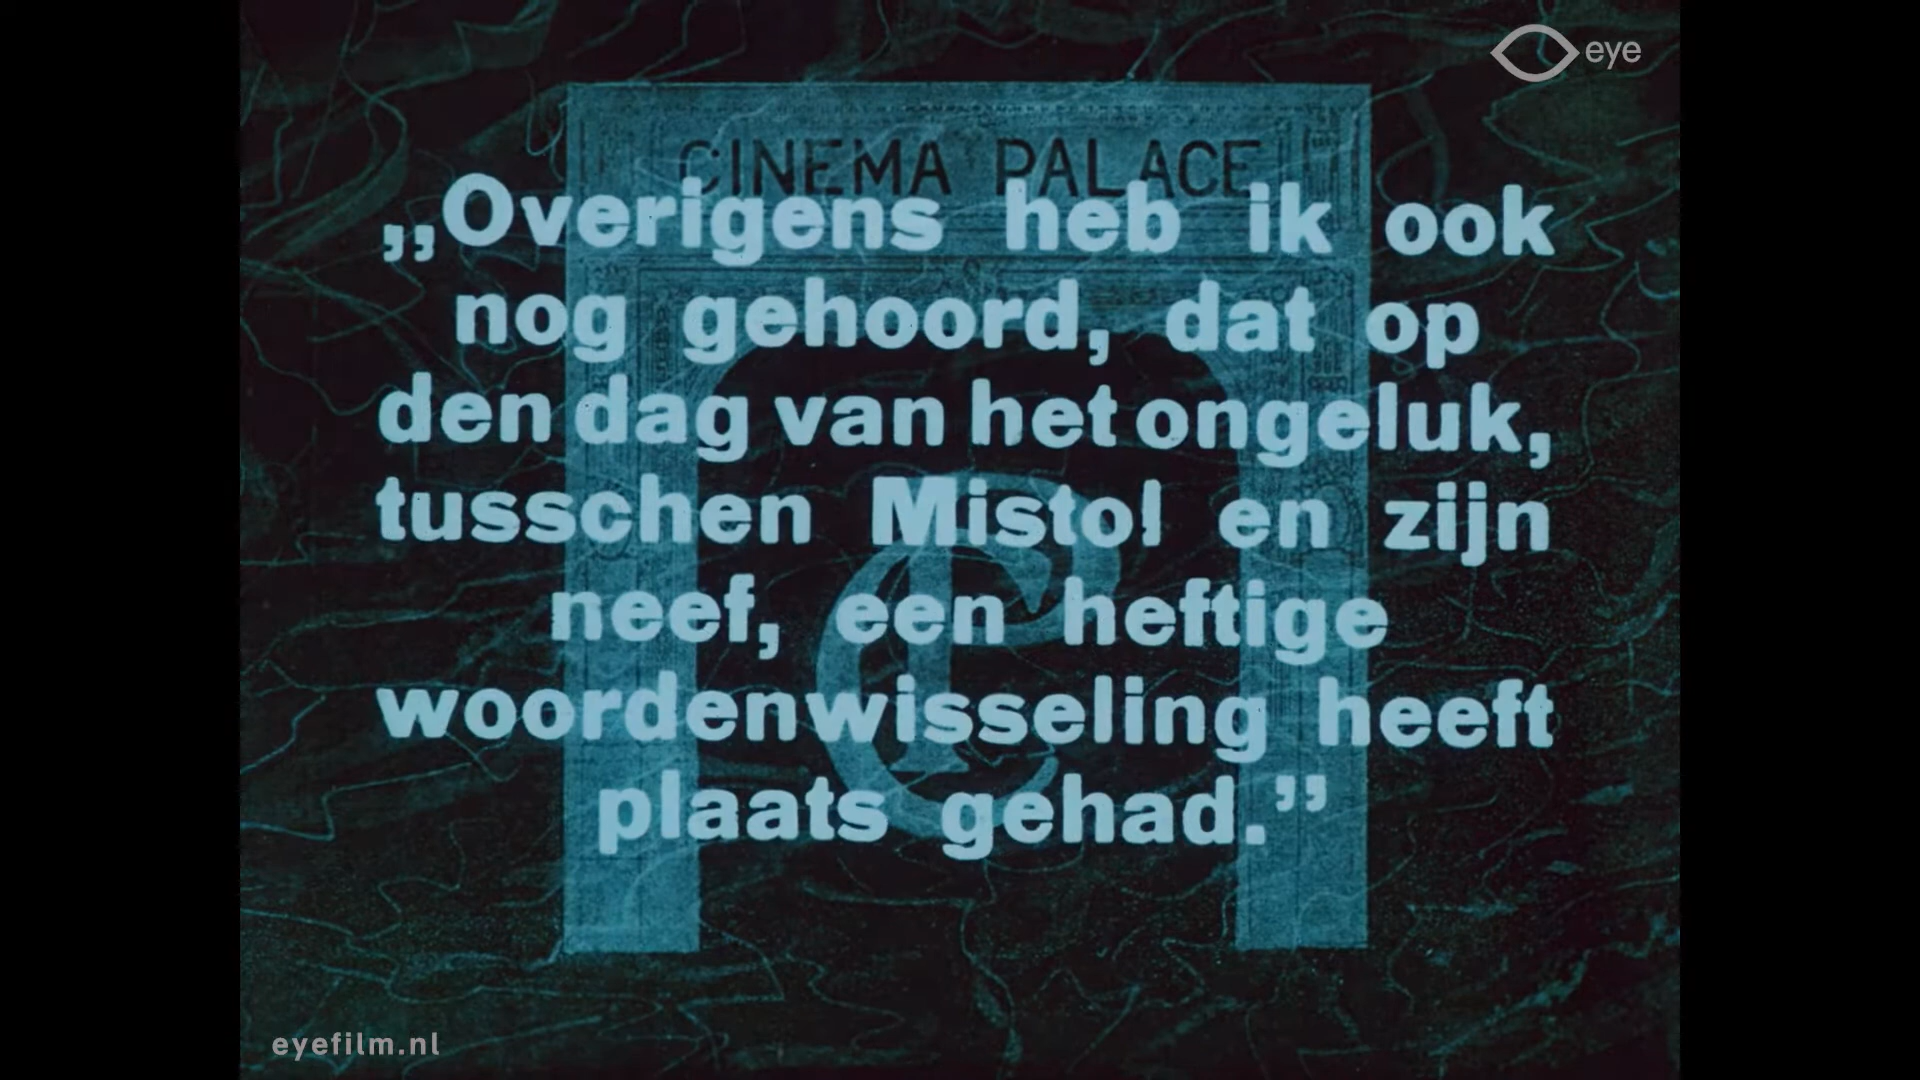 eye
CINEMA PALACE
„Overigens heb ik ook
nog gehoord, dat op
den dag van het ongeluk,
tusschen Mistol en zijn
neef, een heftige
woordenwisseling heeft
plaats gehad.”
CP
eyefilm.nl